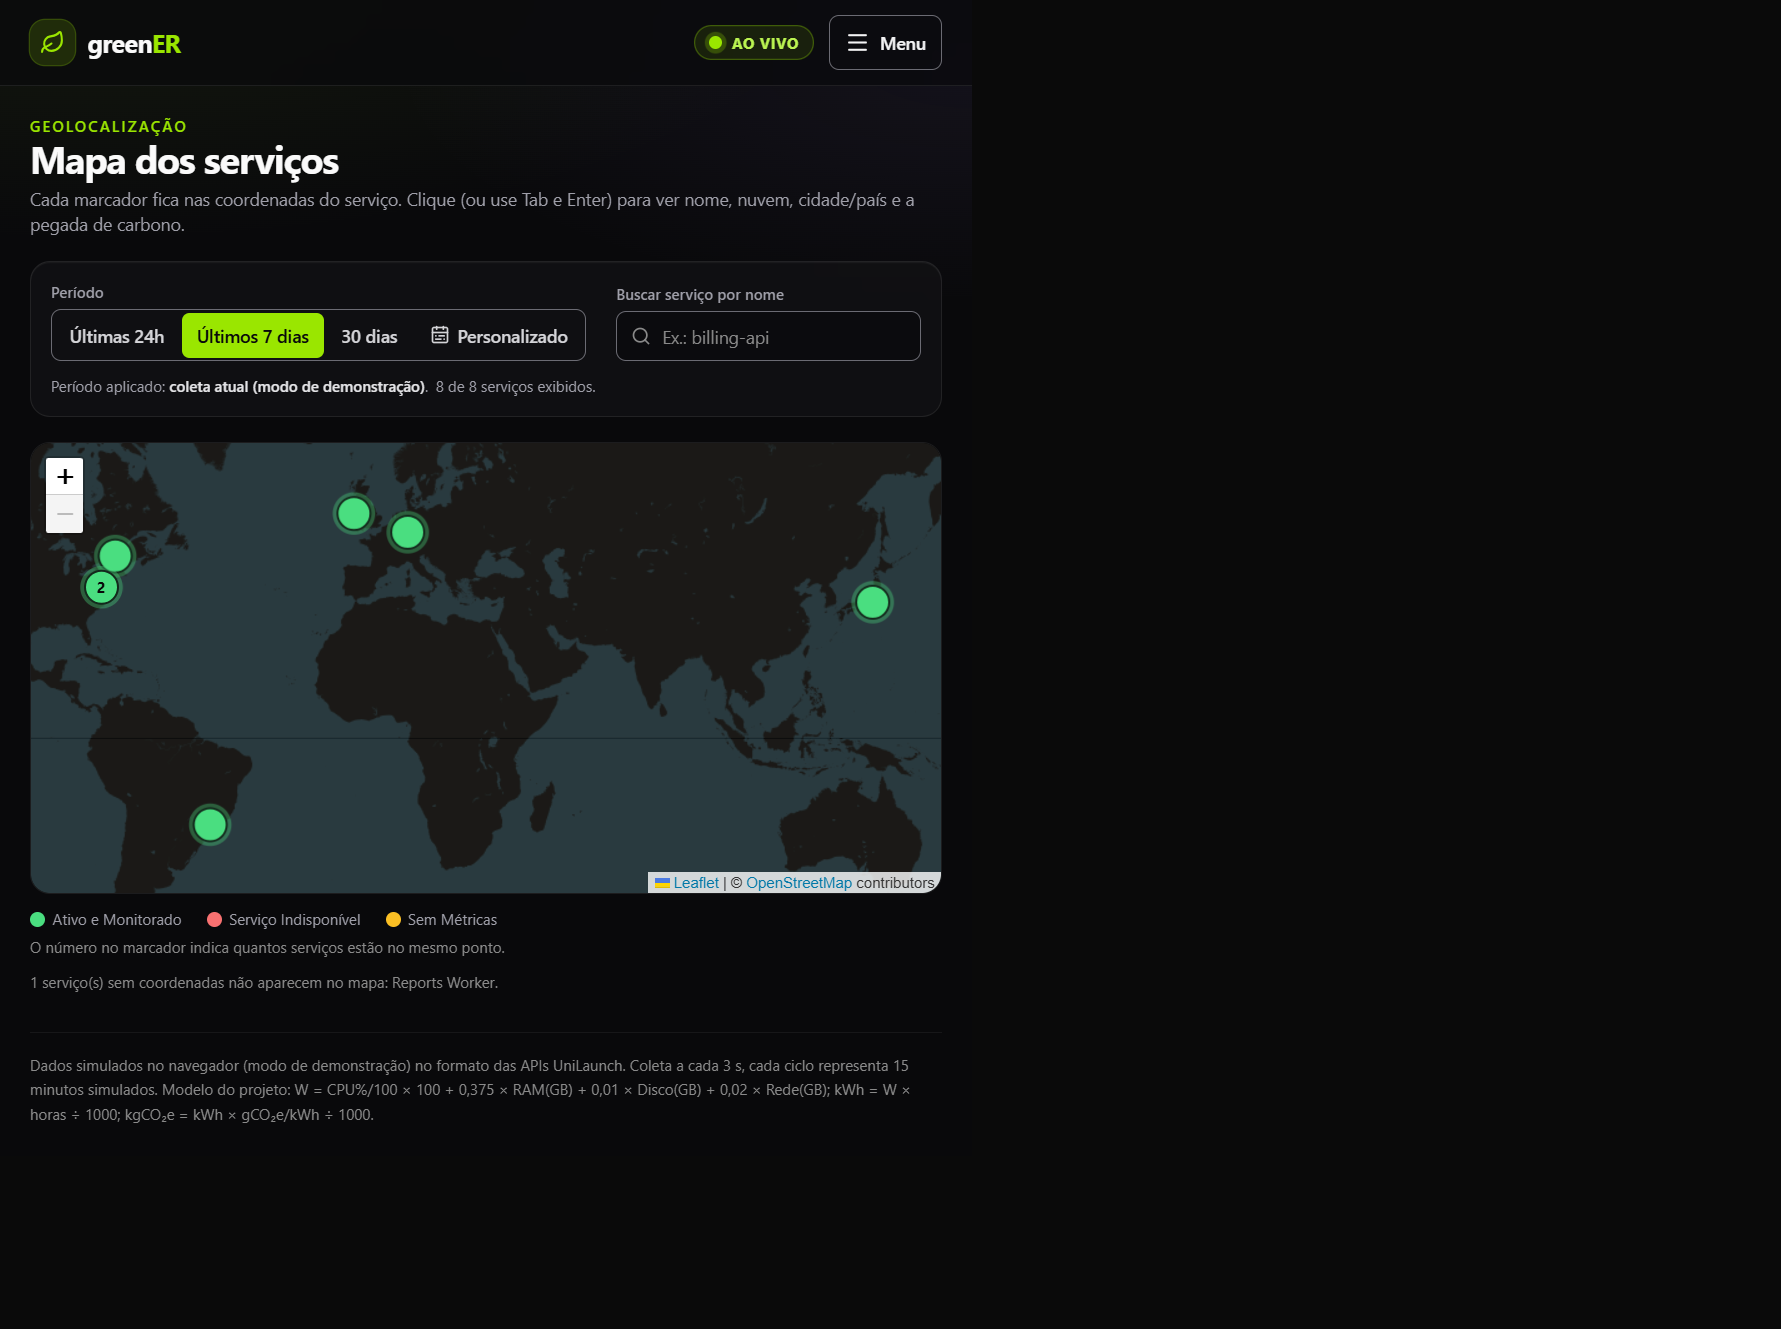 greenER
AO VIVO
Menu
GEOLOCALIZAÇÃO
Mapa dos serviços
Cada marcador fica nas coordenadas do serviço. Clique (ou use Tab e Enter) para ver nome, nuvem, cidade/país e a
pegada de carbono.
Período
Buscar serviço por nome
Últimas 24h
Últimos 7 dias
30 dias
Personalizado
Ex.: billing-api
Período aplicado: coleta atual (modo de demonstração). 8 de 8 serviços exibidos.
+
−
2
Leaflet | © OpenStreetMap contributors
Ativo e Monitorado
Serviço Indisponível
Sem Métricas
O número no marcador indica quantos serviços estão no mesmo ponto.
1 serviço(s) sem coordenadas não aparecem no mapa: Reports Worker.
Dados simulados no navegador (modo de demonstração) no formato das APIs UniLaunch. Coleta a cada 3 s, cada ciclo representa 15
minutos simulados. Modelo do projeto: W = CPU%/100 × 100 + 0,375 × RAM(GB) + 0,01 × Disco(GB) + 0,02 × Rede(GB); kWh = W ×
horas ÷ 1000; kgCO₂e = kWh × gCO₂e/kWh ÷ 1000.